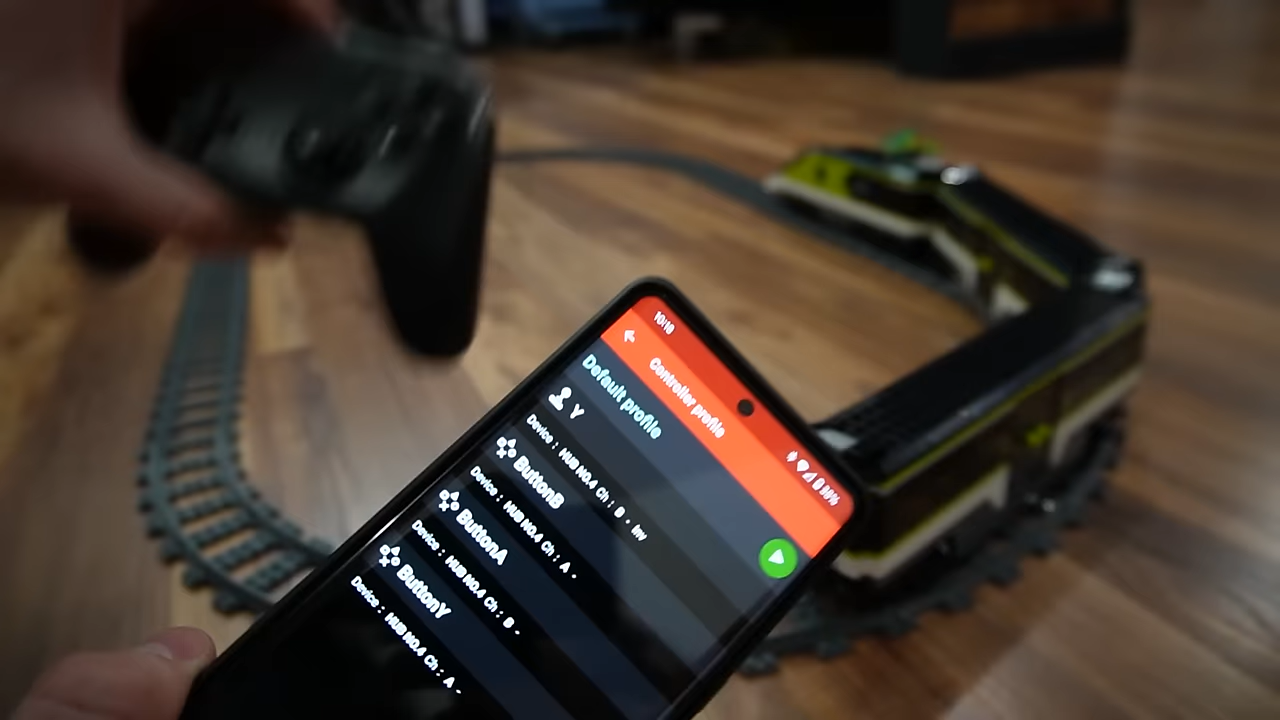 10:18
Controller profile
Default profile
Y
Device : HUB NO.4 Ch : B - Inv
ButtonB
Device : HUB NO.4 Ch : A -
ButtonA
Device : HUB NO.4 Ch : B -
ButtonY
Device : HUB NO.4 Ch : A -